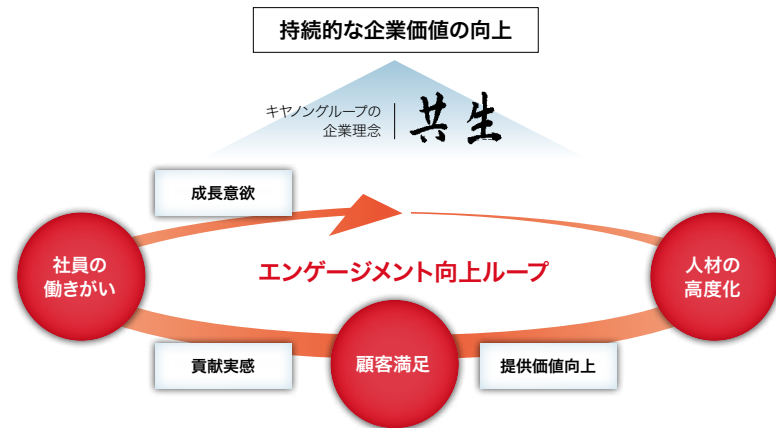 持続的な企業価値の向上
キヤノングループの
企業理念
共生
成長意欲
社員の
働きがい
エンゲージメント向上ループ
人材の
高度化
貢献実感
顧客満足
提供価値向上